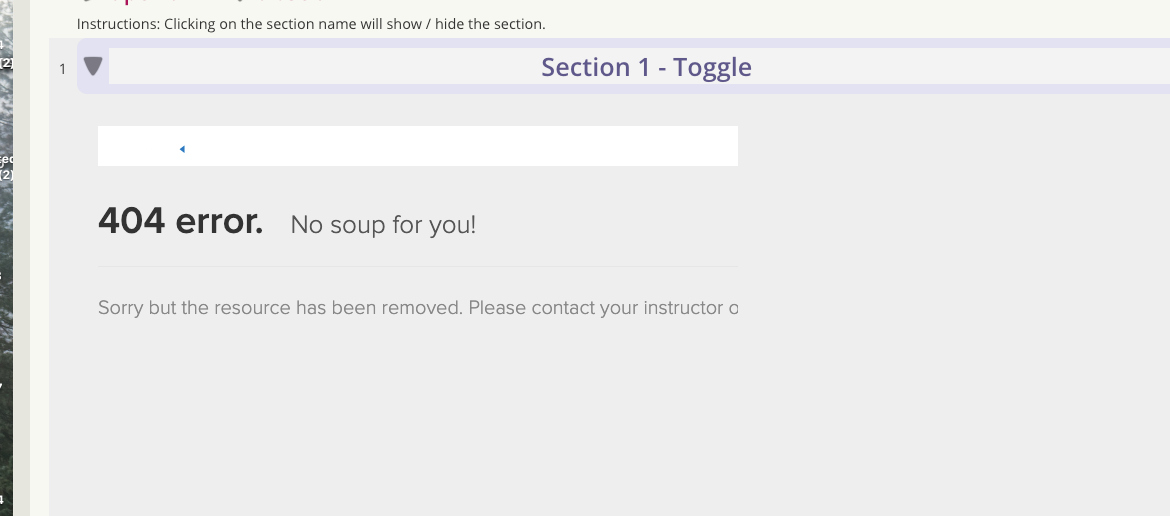 Instructions: Clicking on the section name will show / hide the section.
1
Section 1 - Toggle
404 error. No soup for you!
Sorry but the resource has been removed. Please contact your instructor o